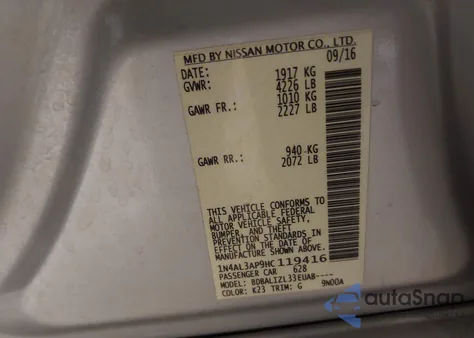 MFD BY NISSAN MOTOR CO., LTD.
DATE: 09/16
GVWR: 1917 KG
4226 LB
GAWR FR.: 1010 KG
2227 LB
GAWR RR.: 940 KG
2072 LB
THIS VEHICLE CONFORMS TO
ALL APPLICABLE FEDERAL
MOTOR VEHICLE SAFETY,
BUMPER, AND THEFT
PREVENTION STANDARDS IN
EFFECT ON THE DATE OF
MANUFACTURE SHOWN ABOVE.
1N4AL3AP9HC119416
PASSENGER CAR 628
MODEL: BDBALIZL33EUAB----
COLOR: K23 TRIM: G 9N00A
autoSnap